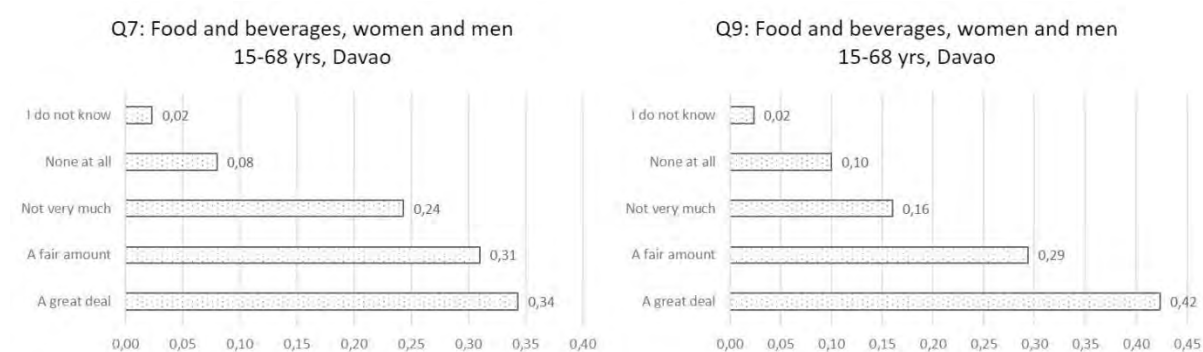 Q7: Food and beverages, women and men
15-68 yrs, Davao
I do not know
0,02
None at all
0,08
Not very much
0,24
A fair amount
0,31
A great deal
0,34
0,00 0,05 0,10 0,15 0,20 0,25 0,30 0,35 0,40
Q9: Food and beverages, women and men
15-68 yrs, Davao
I do not know
0,02
None at all
0,10
Not very much
0,16
A fair amount
0,29
A great deal
0,42
0,00 0,05 0,10 0,15 0,20 0,25 0,30 0,35 0,40 0,45